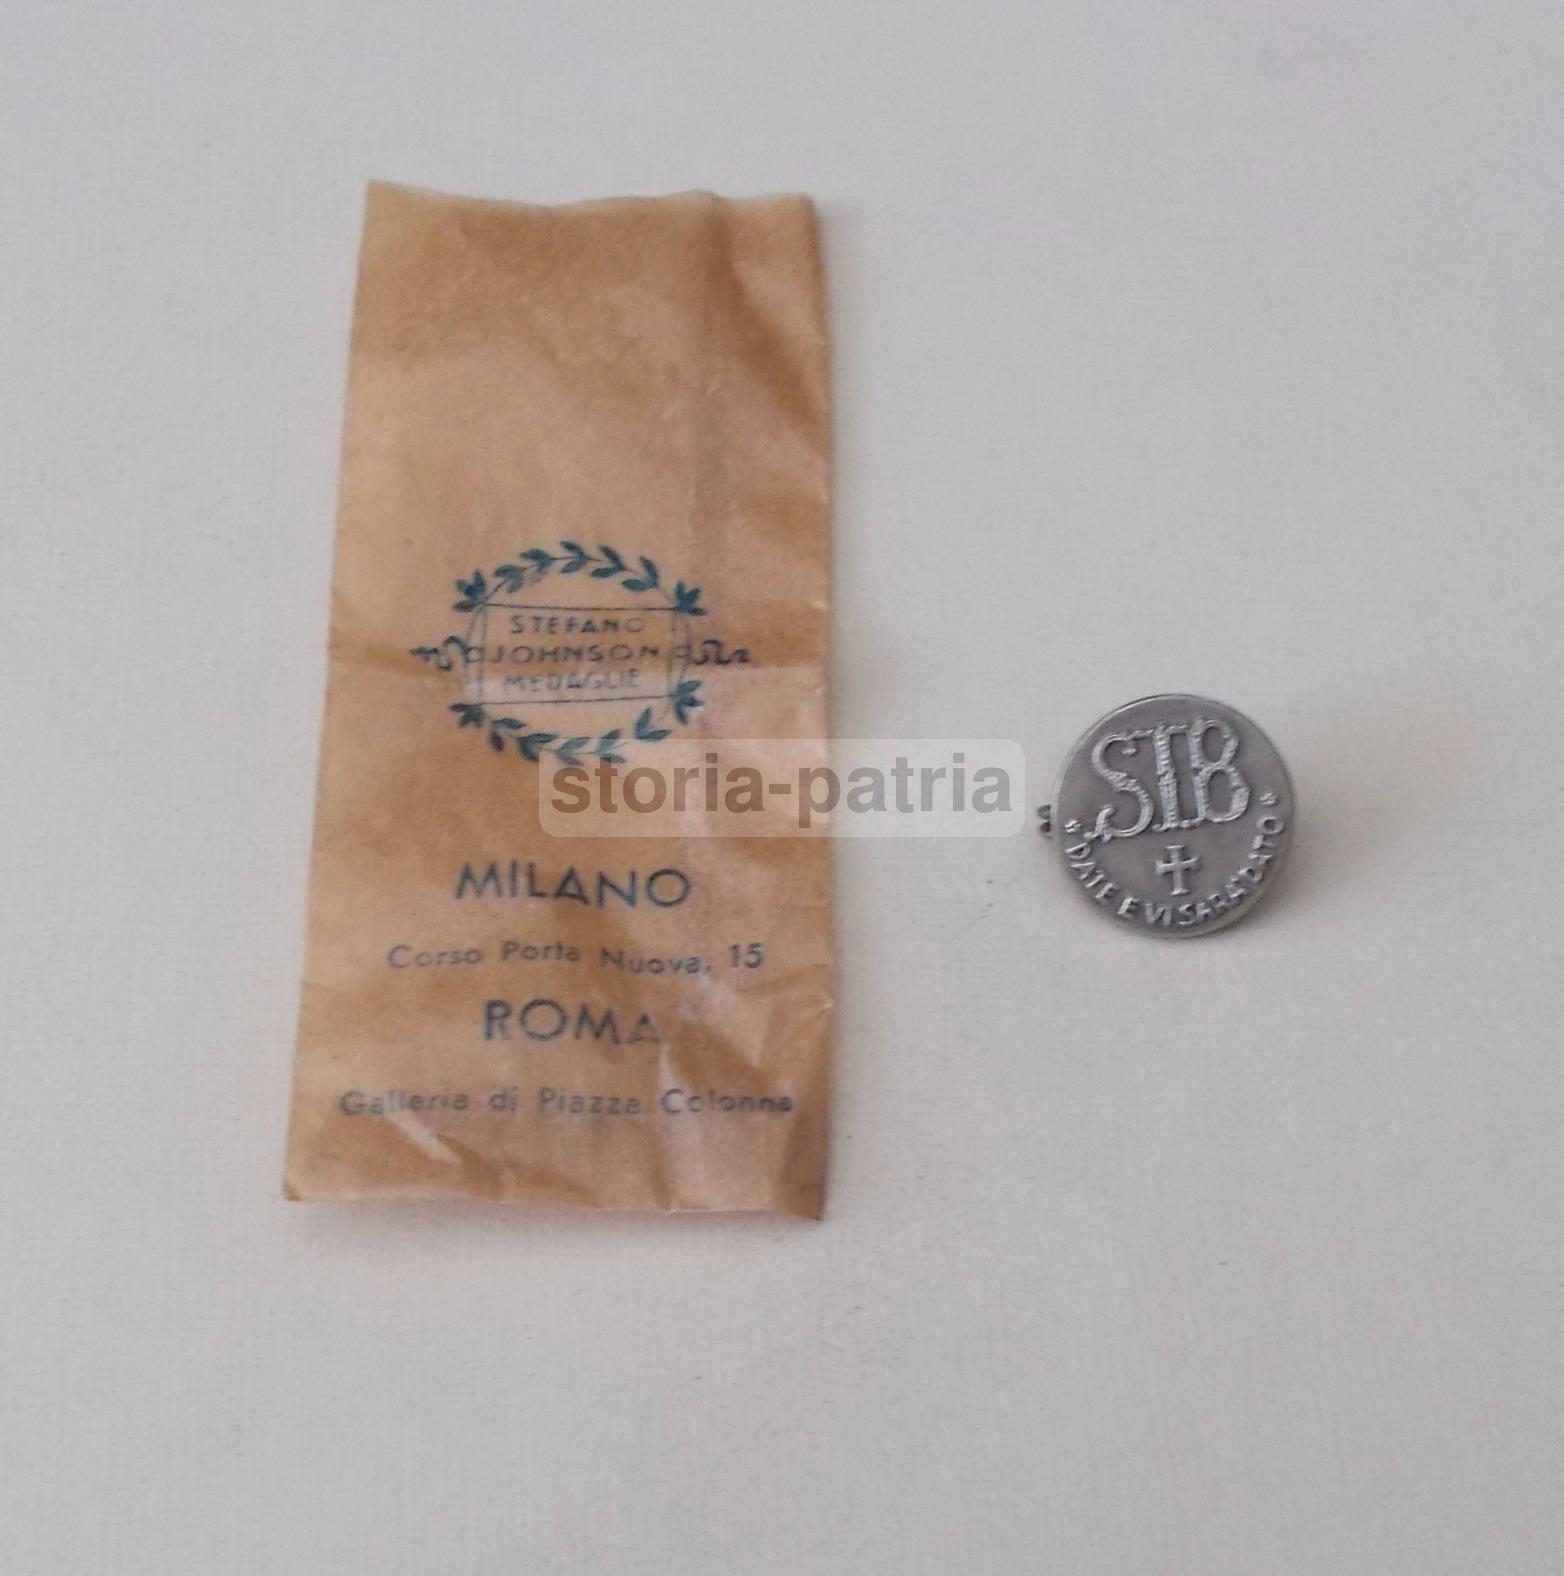 STEFANO
JOHNSON
MEDAGLIE
storia-patria
MILANO
Corso Porta Nuova, 15
ROMA
Galleria di Piazza Colonna
STB
* DATE E VI SARA' DATO *